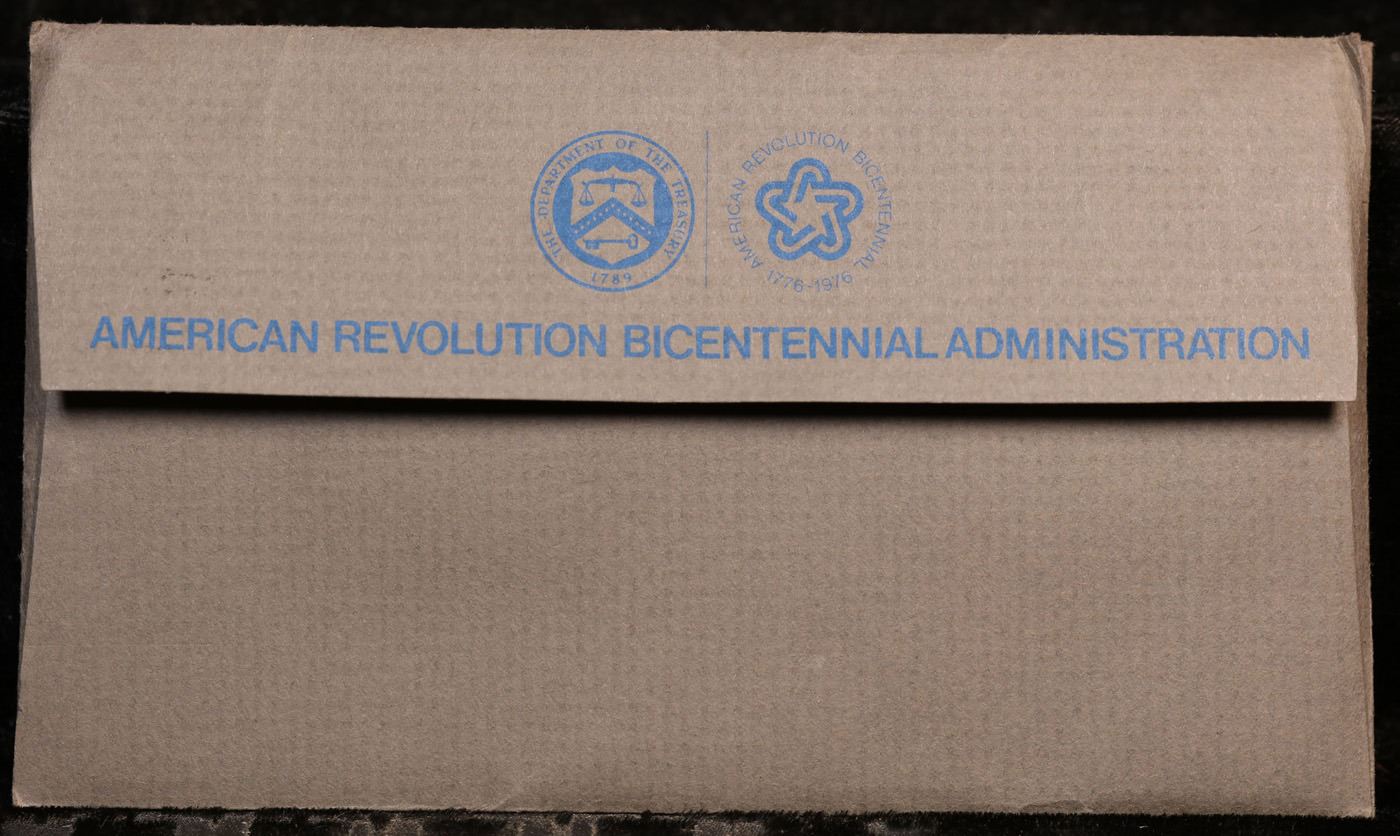 THE DEPARTMENT OF THE TREASURY
1789
AMERICAN REVOLUTION BICENTENNIAL
1776-1976
AMERICAN REVOLUTION BICENTENNIAL ADMINISTRATION